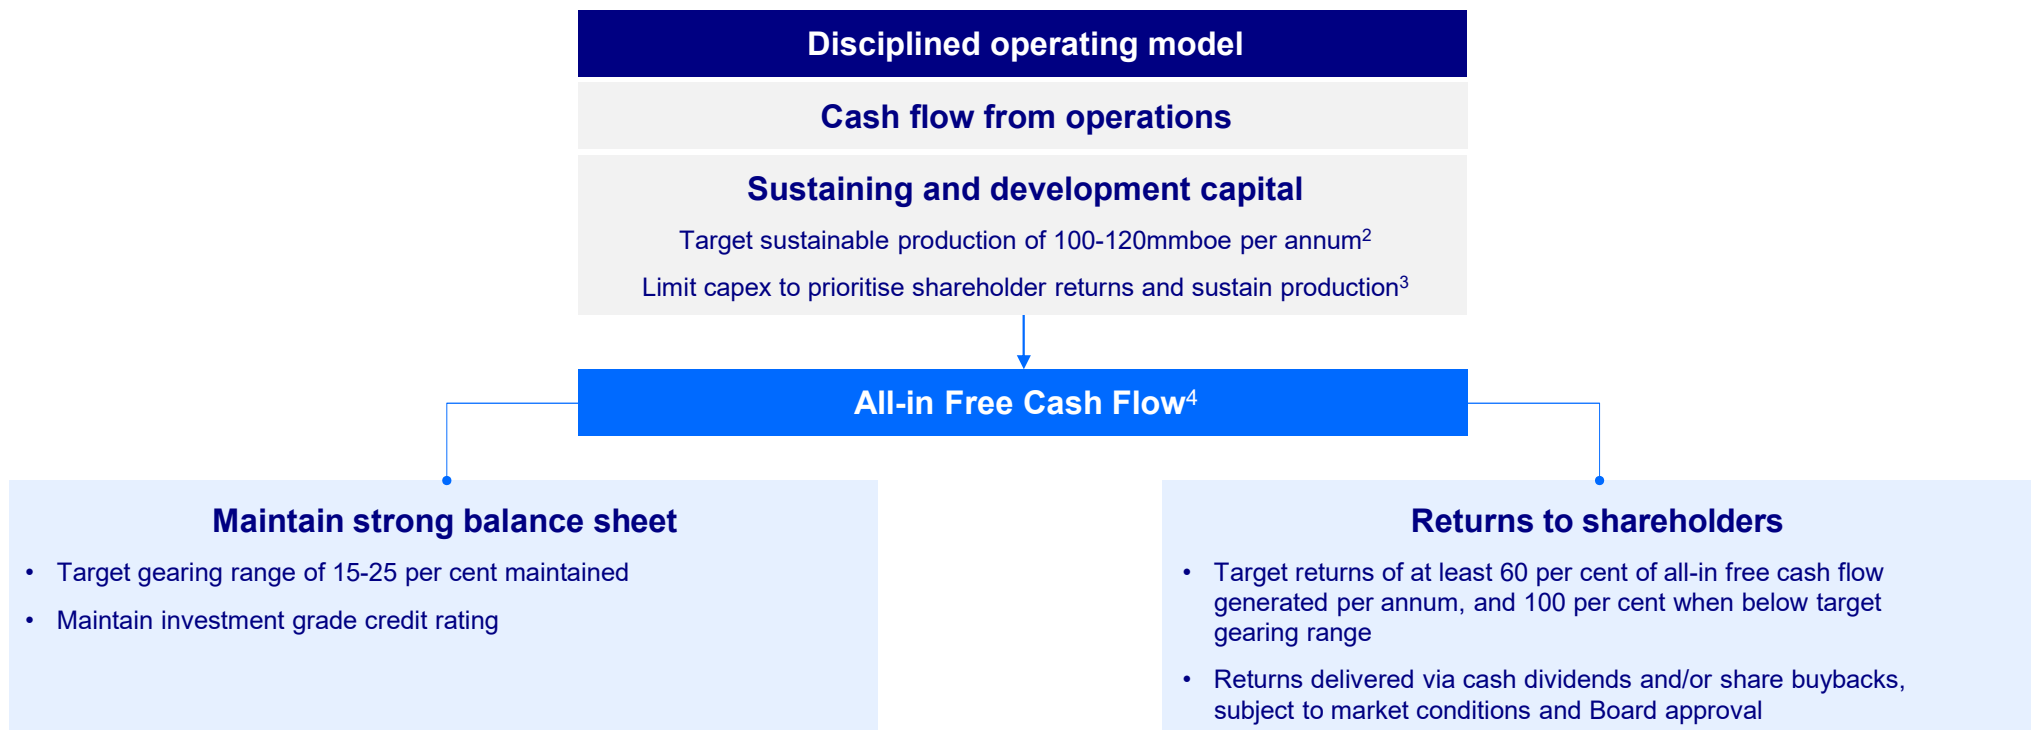 Disciplined operating model
Cash flow from operations
Sustaining and development capital
Target sustainable production of 100-120mmboe per annum²
Limit capex to prioritise shareholder returns and sustain production³
All-in Free Cash Flow⁴
Maintain strong balance sheet
• Target gearing range of 15-25 per cent maintained
• Maintain investment grade credit rating
Returns to shareholders
• Target returns of at least 60 per cent of all-in free cash flow
generated per annum, and 100 per cent when below target
gearing range
• Returns delivered via cash dividends and/or share buybacks,
subject to market conditions and Board approval